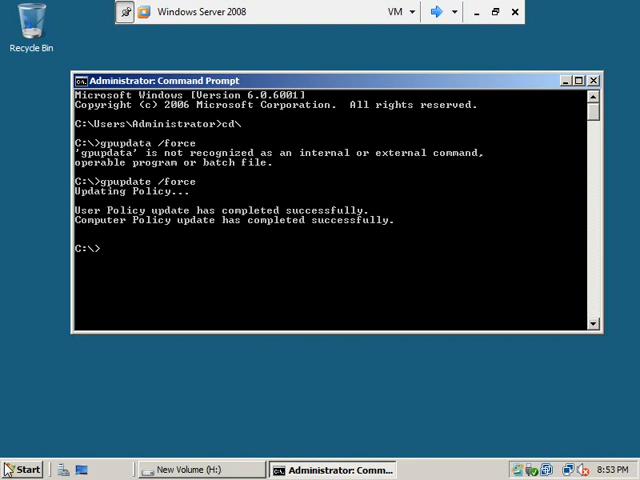 Windows Server 2008
VM
Recycle Bin
Administrator: Command Prompt
Microsoft Windows [Version 6.0.6001]
Copyright (c) 2006 Microsoft Corporation.  All rights reserved.
C:\Users\Administrator>cd\
C:\>gpupdata /force
'gpupdata' is not recognized as an internal or external command,
operable program or batch file.
C:\>gpupdate /force
Updating Policy...
User Policy update has completed successfully.
Computer Policy update has completed successfully.
C:\>
Start
New Volume (H:)
Administrator: Comm...
8:53 PM